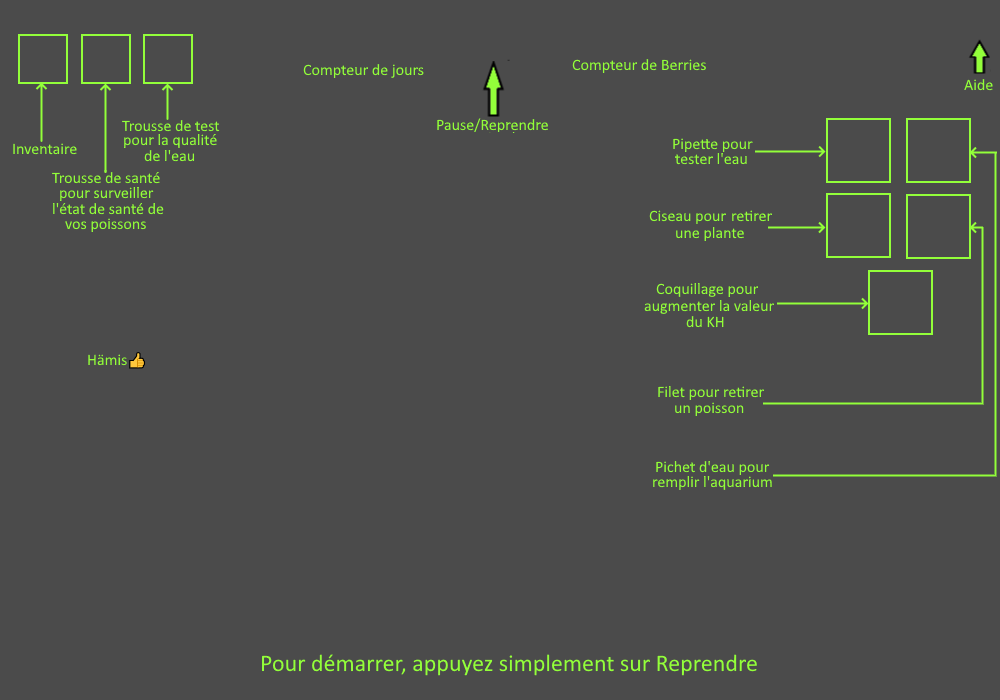 Compteur de jours
Compteur de Berries
Aide
Pause/Reprendre
Inventaire
Trousse de test
pour la qualité
de l'eau
Trousse de santé
pour surveiller
l'état de santé de
vos poissons
Pipette pour
tester l'eau
Ciseau pour retirer
une plante
Coquillage pour
augmenter la valeur
du KH
Hämis👍
Filet pour retirer
un poisson
Pichet d'eau pour
remplir l'aquarium
Pour démarrer, appuyez simplement sur Reprendre